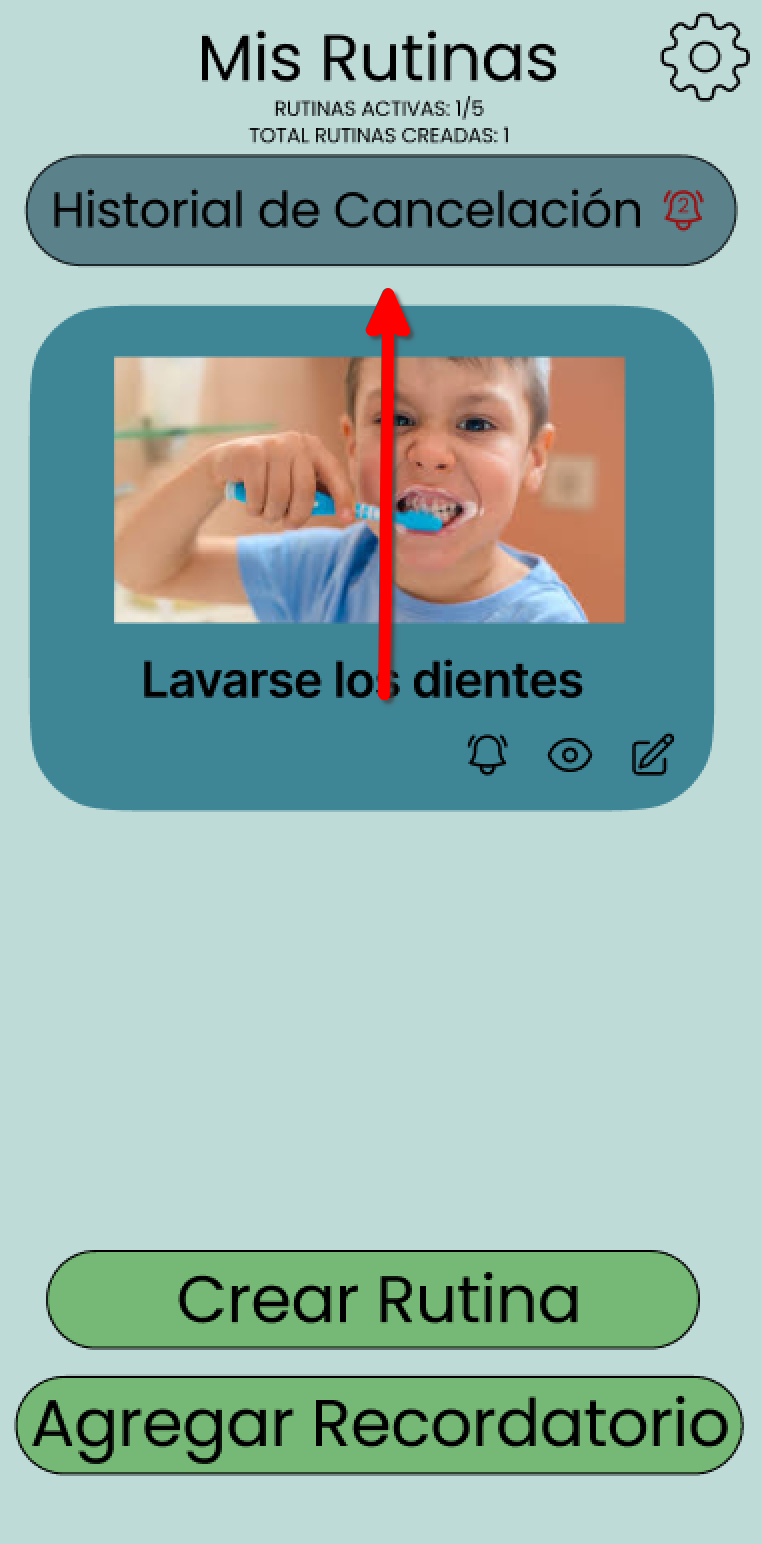 Mis Rutinas
RUTINAS ACTIVAS: 1/5
TOTAL RUTINAS CREADAS: 1
Historial de Cancelación 2
Lavarse los dientes
Crear Rutina
Agregar Recordatorio